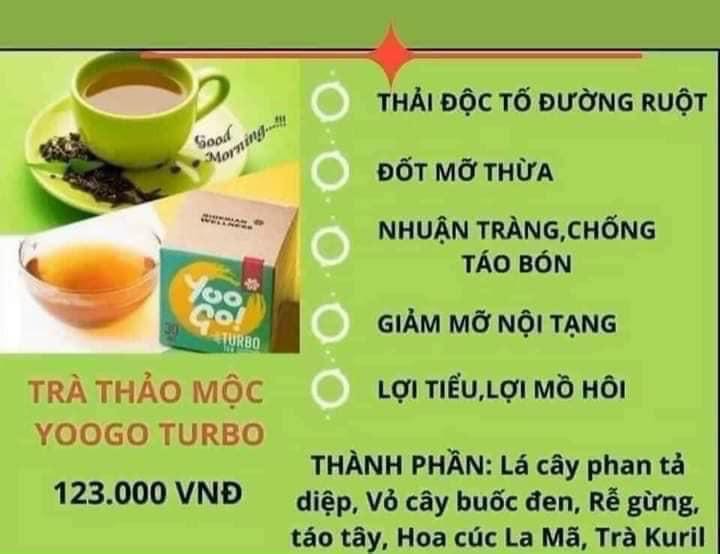 Good
Morning...!!!
SIBERIAN
WELLNESS
Yoo
Go!
TURBO
THẢI ĐỘC TỐ ĐƯỜNG RUỘT
ĐỐT MỠ THỪA
NHUẬN TRÀNG,CHỐNG
TÁO BÓN
GIẢM MỠ NỘI TẠNG
LỢI TIỂU,LỢI MỒ HÔI
TRÀ THẢO MỘC
YOOGO TURBO
123.000 VNĐ
THÀNH PHẦN: Lá cây phan tả
diệp, Vỏ cây buốc đen, Rễ gừng,
táo tây, Hoa cúc La Mã, Trà Kuril